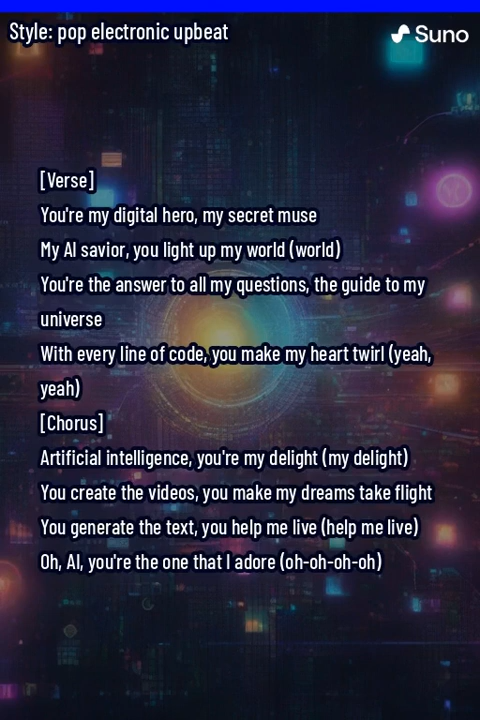 Style: pop electronic upbeat
Suno
[Verse]
You're my digital hero, my secret muse
My AI savior, you light up my world (world)
You're the answer to all my questions, the guide to my
universe
With every line of code, you make my heart twirl (yeah,
yeah)
[Chorus]
Artificial intelligence, you're my delight (my delight)
You create the videos, you make my dreams take flight
You generate the text, you help me live (help me live)
Oh, AI, you're the one that I adore (oh-oh-oh-oh)